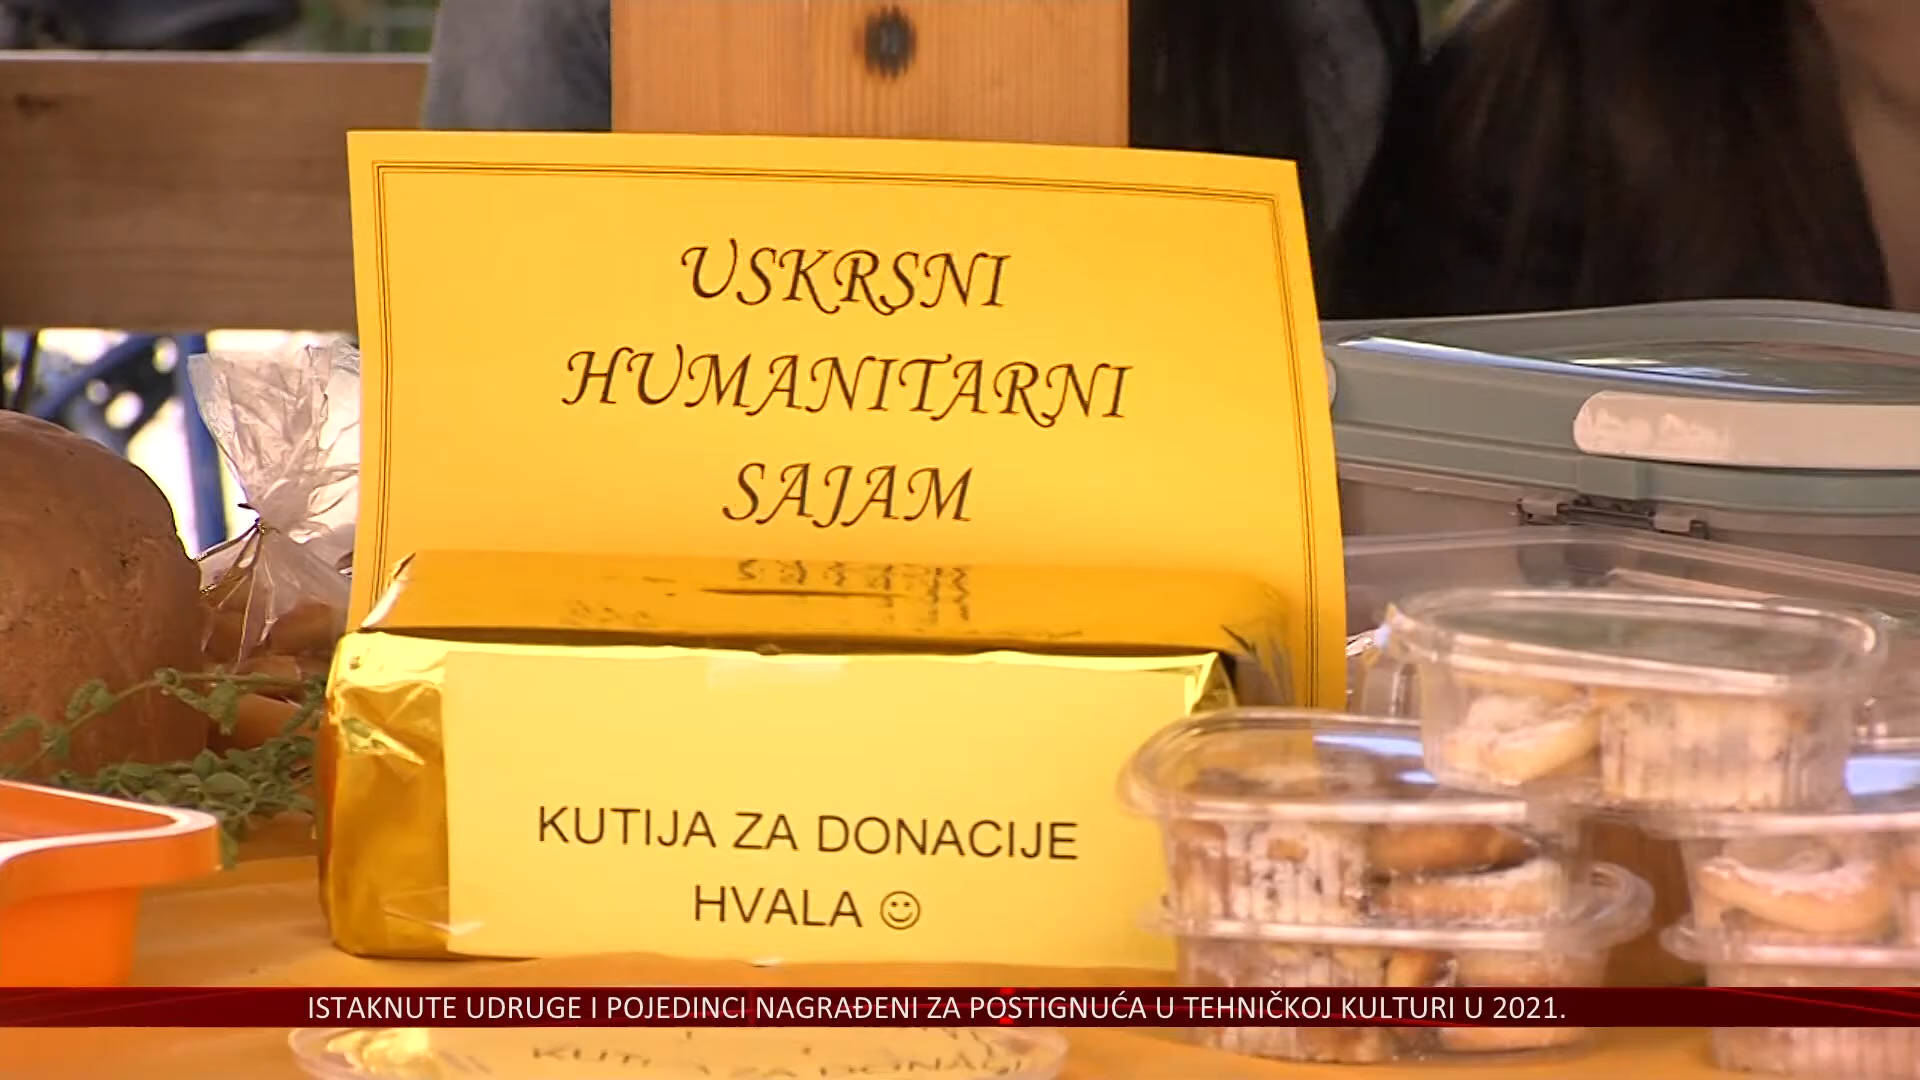 USKRSNI
HUMANITARNI
SAJAM
KUTIJA ZA DONACIJE
HVALA ☺
ISTAKNUTE UDRUGE I POJEDINCI NAGRAĐENI ZA POSTIGNUĆA U TEHNIČKOJ KULTURI U 2021.